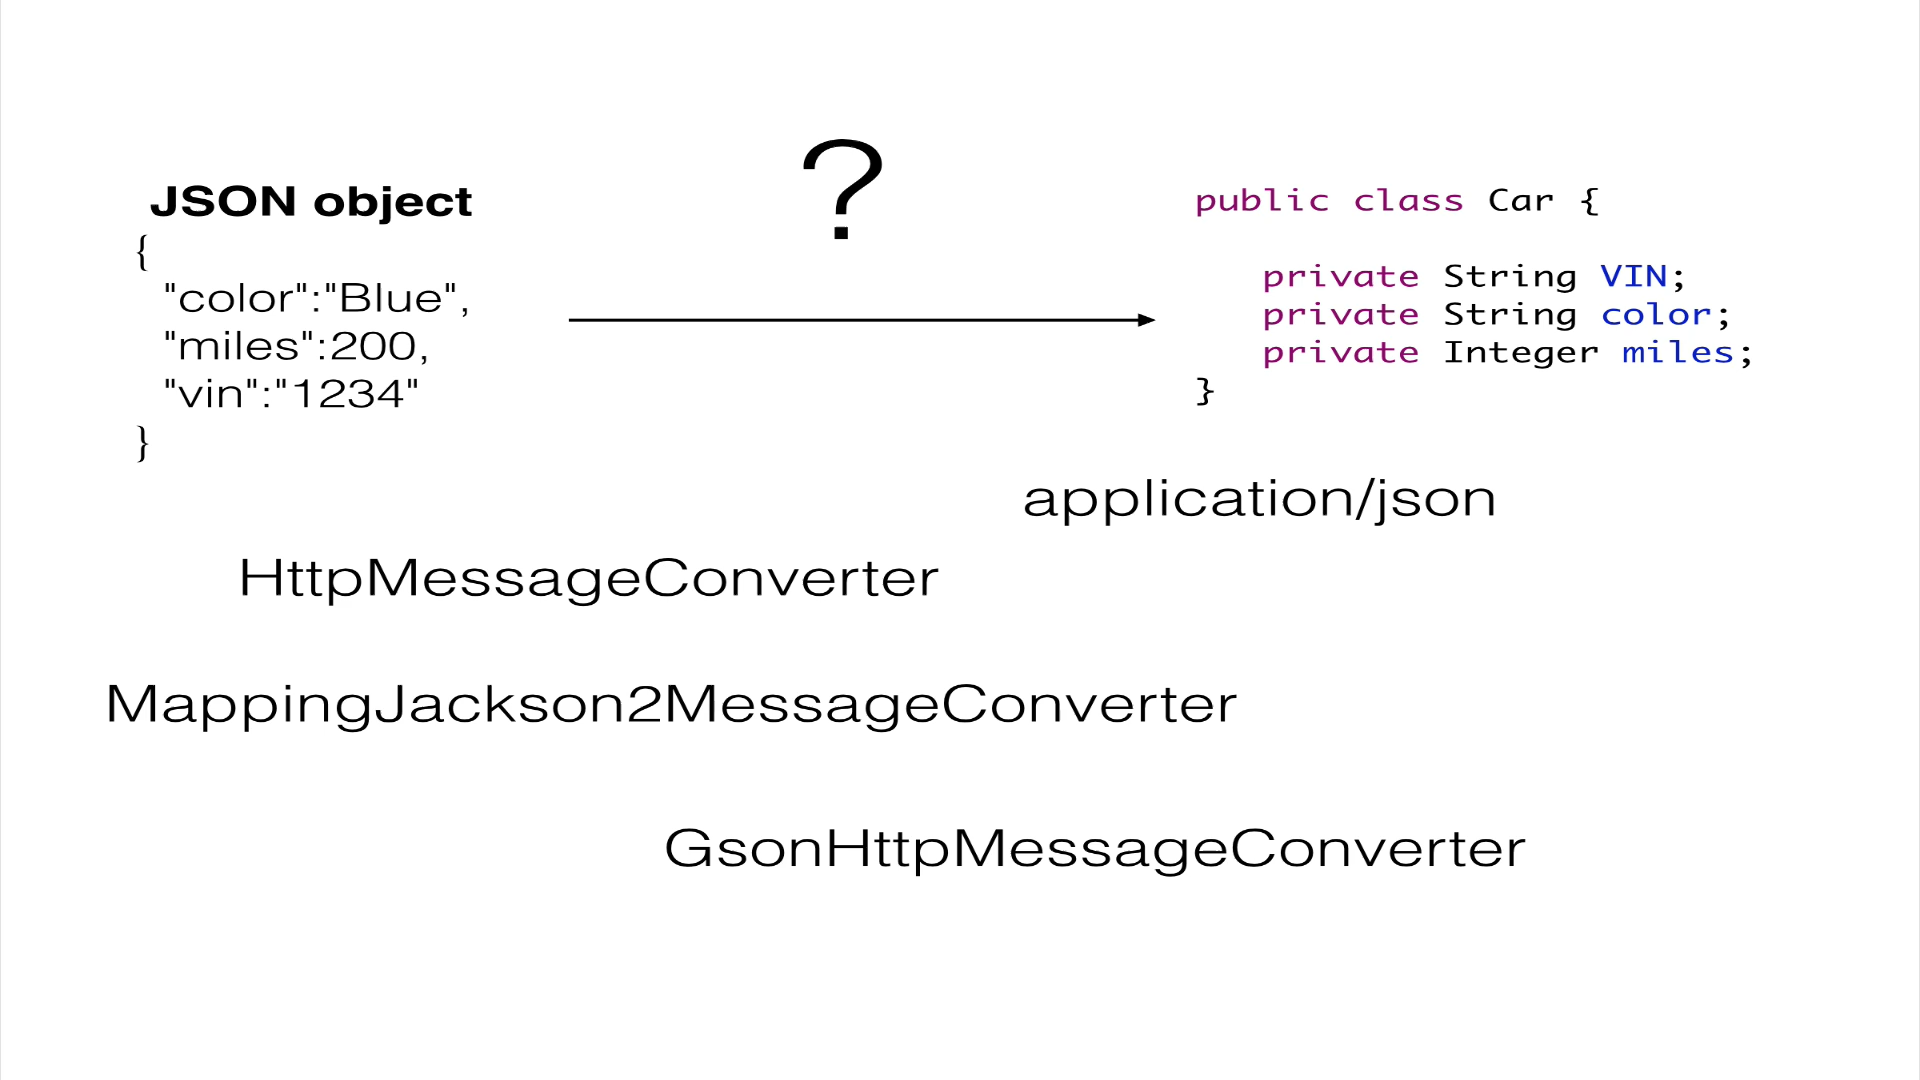 ?
JSON object
{
"color":"Blue",
"miles":200,
"vin":"1234"
}
public class Car {
private String VIN;
private String color;
private Integer miles;
}
application/json
HttpMessageConverter
MappingJackson2MessageConverter
GsonHttpMessageConverter